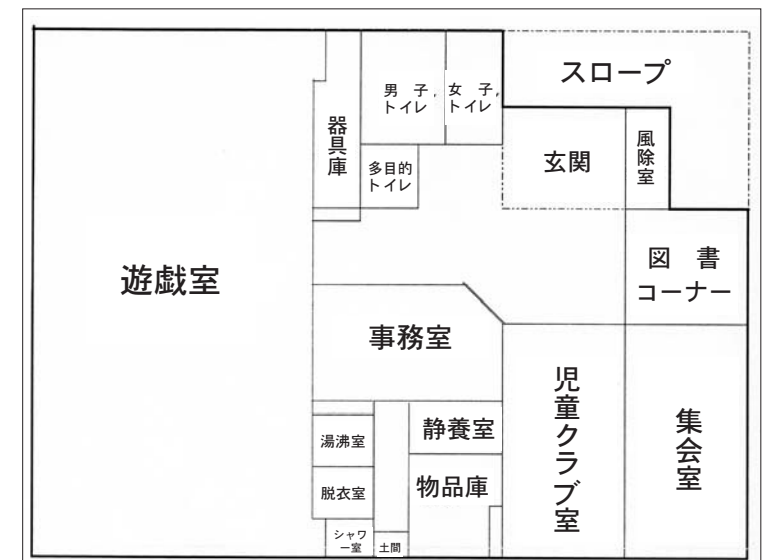 スロープ
男　子
トイレ
女　子
トイレ
器具庫
多目的
トイレ
玄関
風除室
図　書
コーナー
遊戯室
事務室
児童クラブ室
集会室
静養室
湯沸室
脱衣室
物品庫
シャワ
ー室
土間